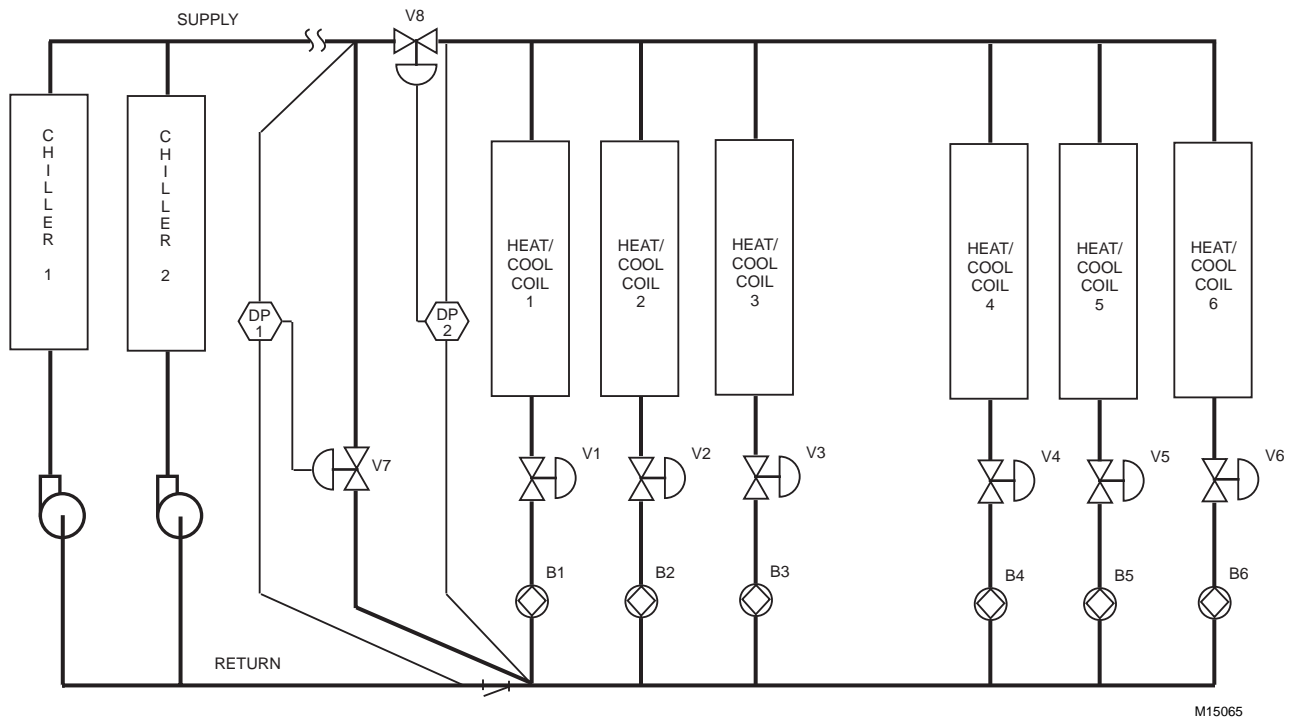 SUPPLY
V8
C
H
I
L
L
E
R
1
C
H
I
L
L
E
R
2
DP
1
DP
2
HEAT/
COOL
COIL
1
HEAT/
COOL
COIL
2
HEAT/
COOL
COIL
3
HEAT/
COOL
COIL
4
HEAT/
COOL
COIL
5
HEAT/
COOL
COIL
6
V7
V1
V2
V3
V4
V5
V6
B1
B2
B3
B4
B5
B6
RETURN
M15065